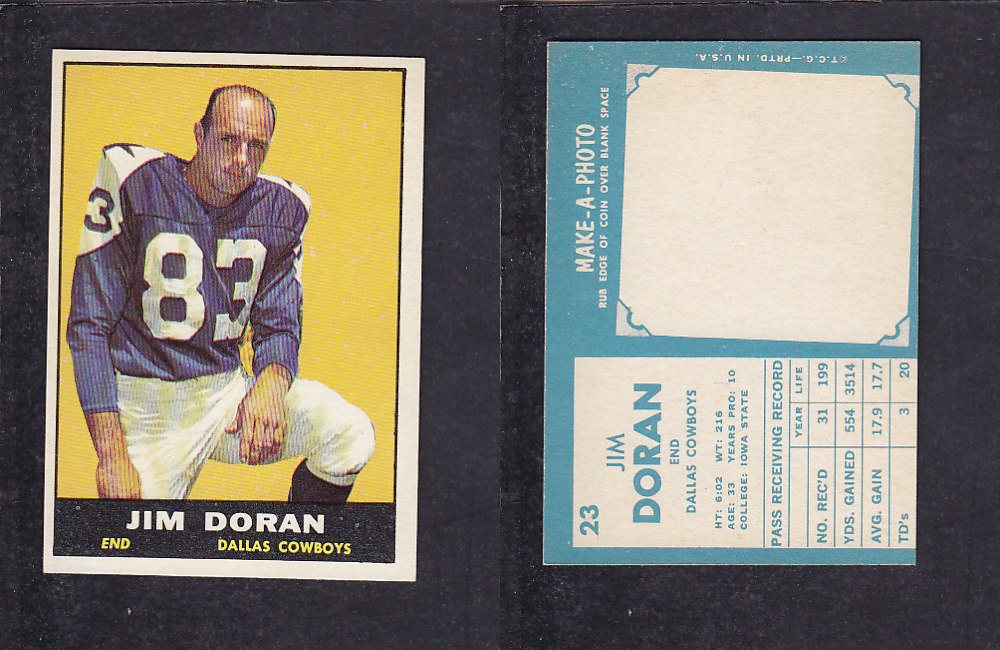 3
83
JIM DORAN
END DALLAS COWBOYS
© T.C.G.—PRTD. IN U.S.A.
MAKE-A-PHOTO
RUB EDGE OF COIN OVER BLANK SPACE
23
JIM
DORAN
END
DALLAS COWBOYS
HT: 6:02 WT: 216
AGE: 33 YEARS PRO: 10
COLLEGE: IOWA STATE
PASS RECEIVING RECORD
YEAR LIFE
NO. REC'D 31 199
YDS. GAINED 554 3514
AVG. GAIN 17.9 17.7
TD's 3 20